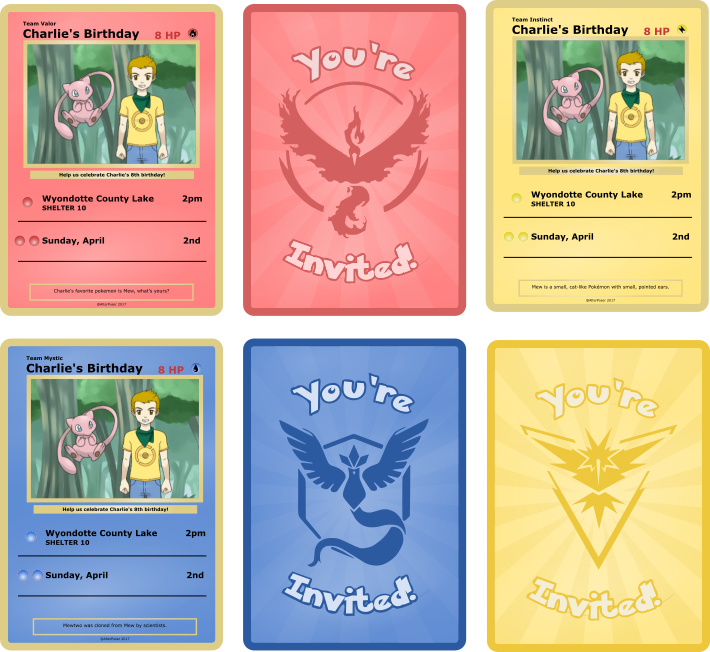 Team Valor
Charlie's Birthday 8 HP
Help us celebrate Charlie's 8th birthday!
Wyondotte County Lake 2pm
SHELTER 10
Sunday, April 2nd
Charlie's favorite pokemon is Mew, what's yours?
You're
Invited!
Team Instinct
Charlie's Birthday 8 HP
Help us celebrate Charlie's 8th birthday!
Wyondotte County Lake 2pm
SHELTER 10
Sunday, April 2nd
Mew is a small, cat-like Pokémon with small, pointed ears.
Team Mystic
Charlie's Birthday 8 HP
Help us celebrate Charlie's 8th birthday!
Wyondotte County Lake 2pm
SHELTER 10
Sunday, April 2nd
Mewtwo was cloned from Mew by scientists.
You're
Invited!
You're
Invited!